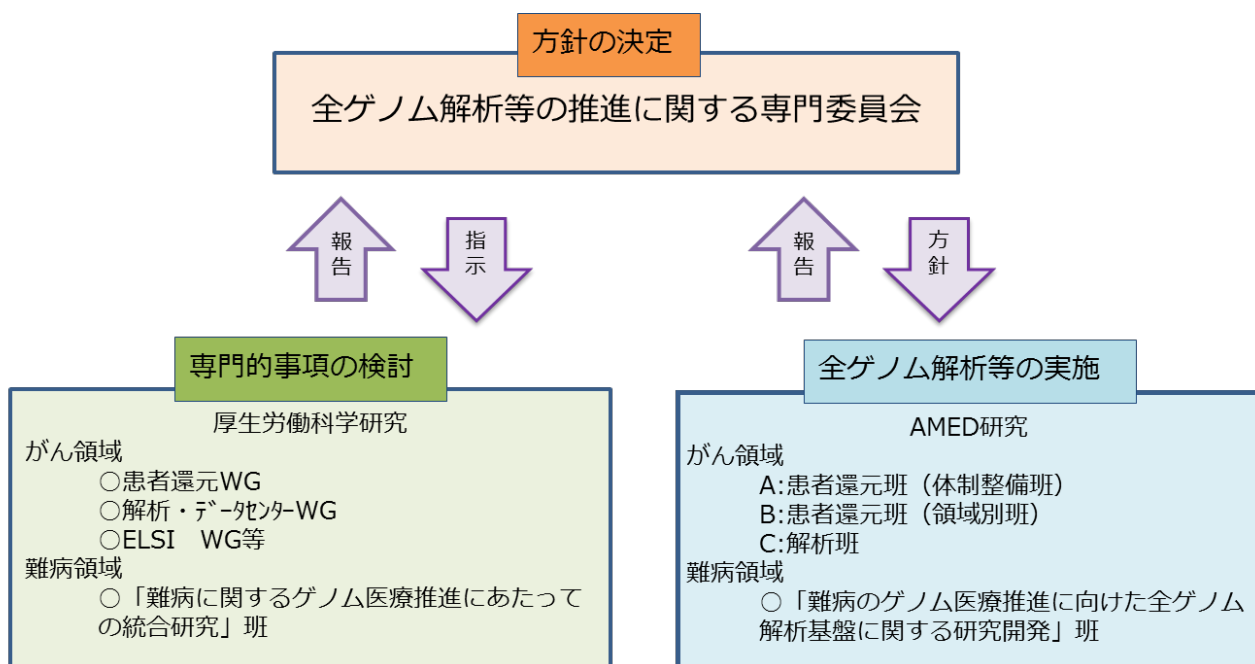 方針の決定
全ゲノム解析等の推進に関する専門委員会
報告
指示
報告
方針
専門的事項の検討
厚生労働科学研究
がん領域
○患者還元WG
○解析・ﾃﾞｰﾀｾﾝﾀｰWG
○ELSI　WG等
難病領域
○「難病に関するゲノム医療推進にあたって
の統合研究」班
全ゲノム解析等の実施
AMED研究
がん領域
A:患者還元班（体制整備班）
B:患者還元班（領域別班）
C:解析班
難病領域
○「難病のゲノム医療推進に向けた全ゲノム
解析基盤に関する研究開発」班